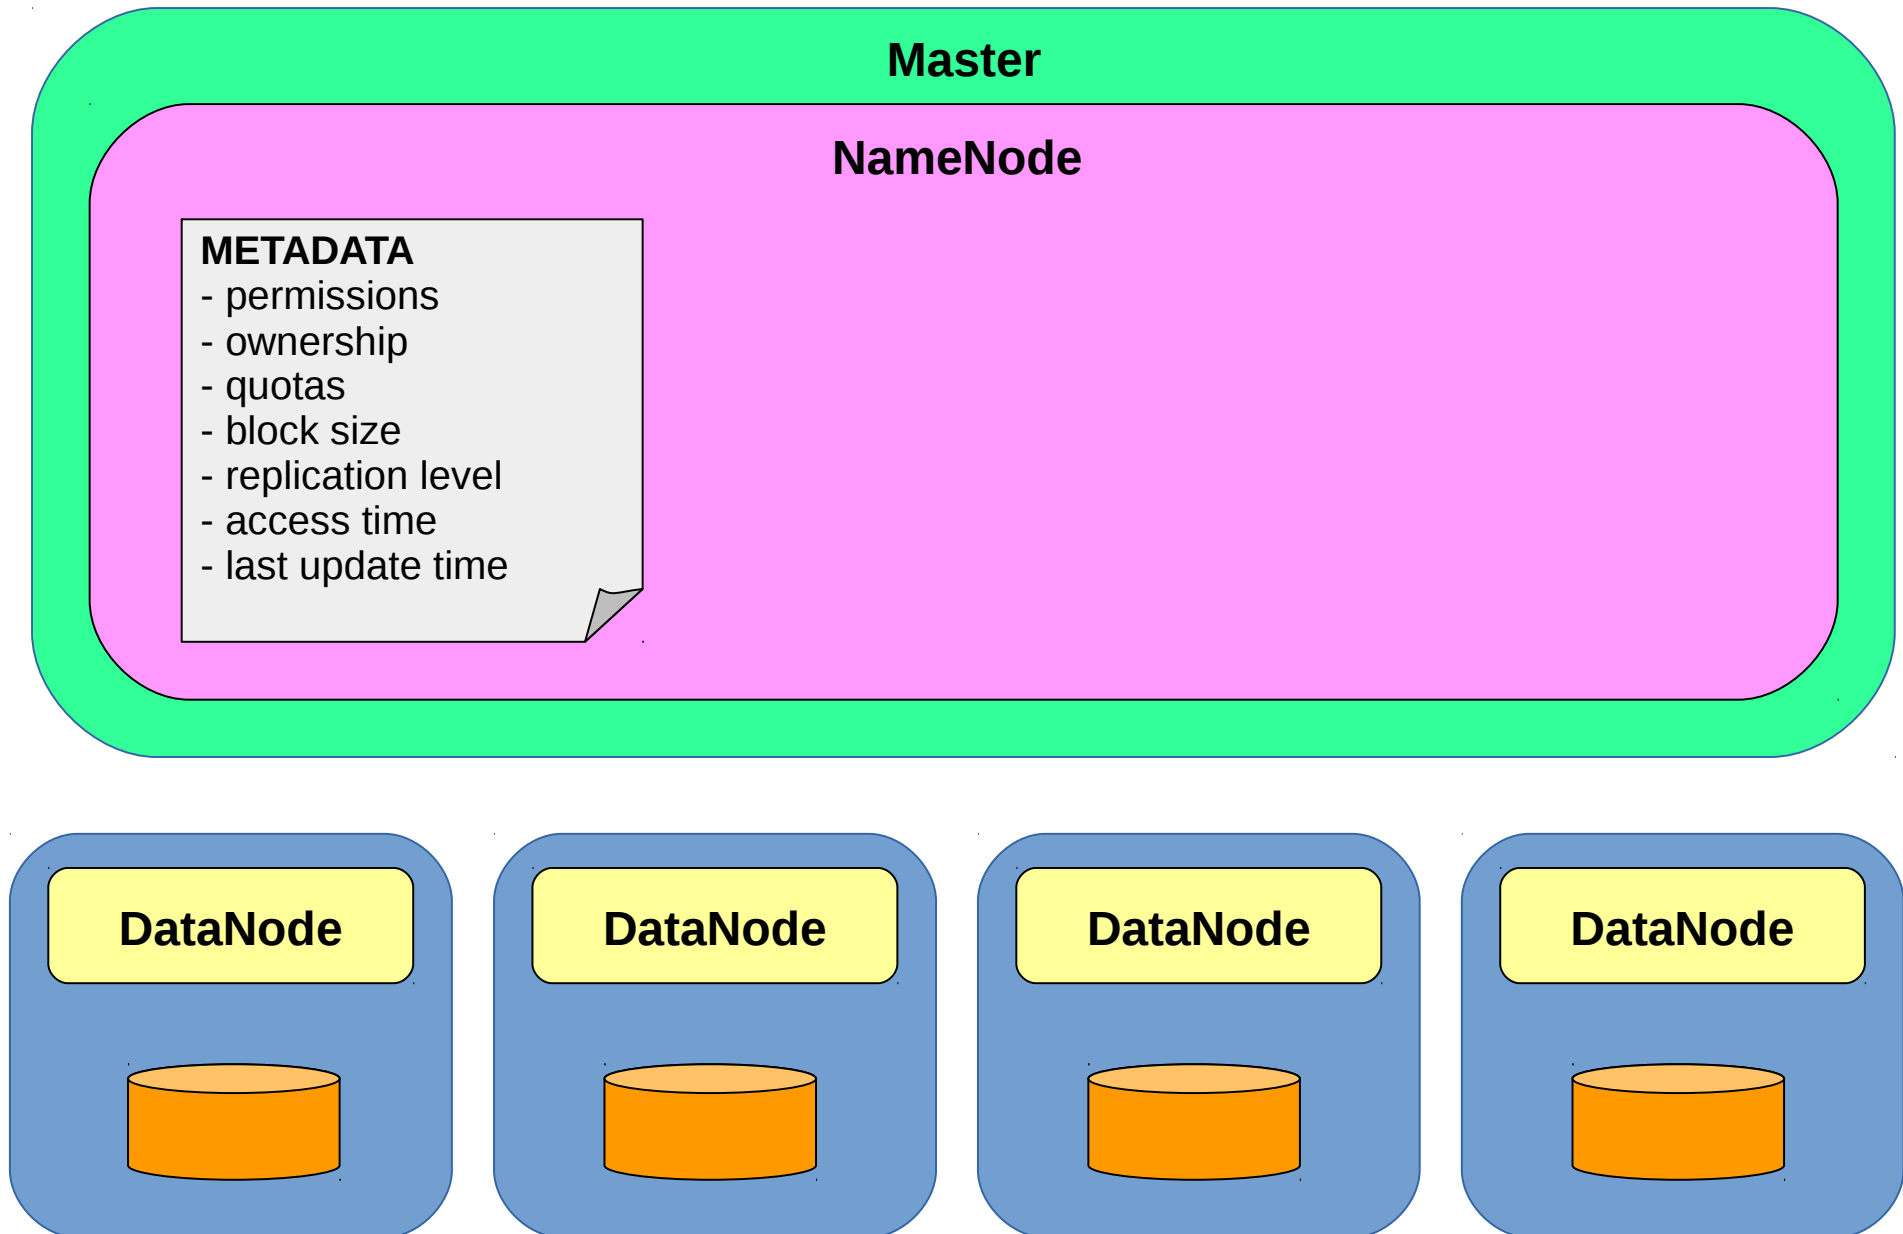 Master
NameNode
METADATA
- permissions
- ownership
- quotas
- block size
- replication level
- access time
- last update time
DataNode
DataNode
DataNode
DataNode